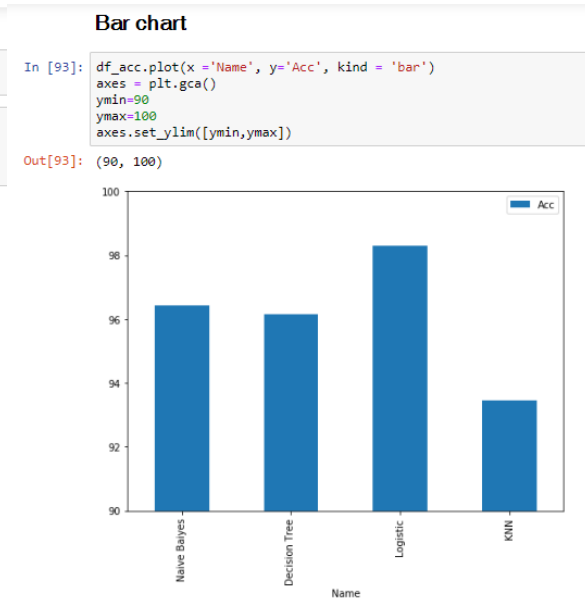 Bar chart
In [93]: df_acc.plot(x ='Name', y='Acc', kind = 'bar')
axes = plt.gca()
ymin=90
ymax=100
axes.set_ylim([ymin,ymax])
Out[93]: (90, 100)
100
Acc
98
96
94
92
90
Naive Baiyes
Decision Tree
Logistic
KNN
Name